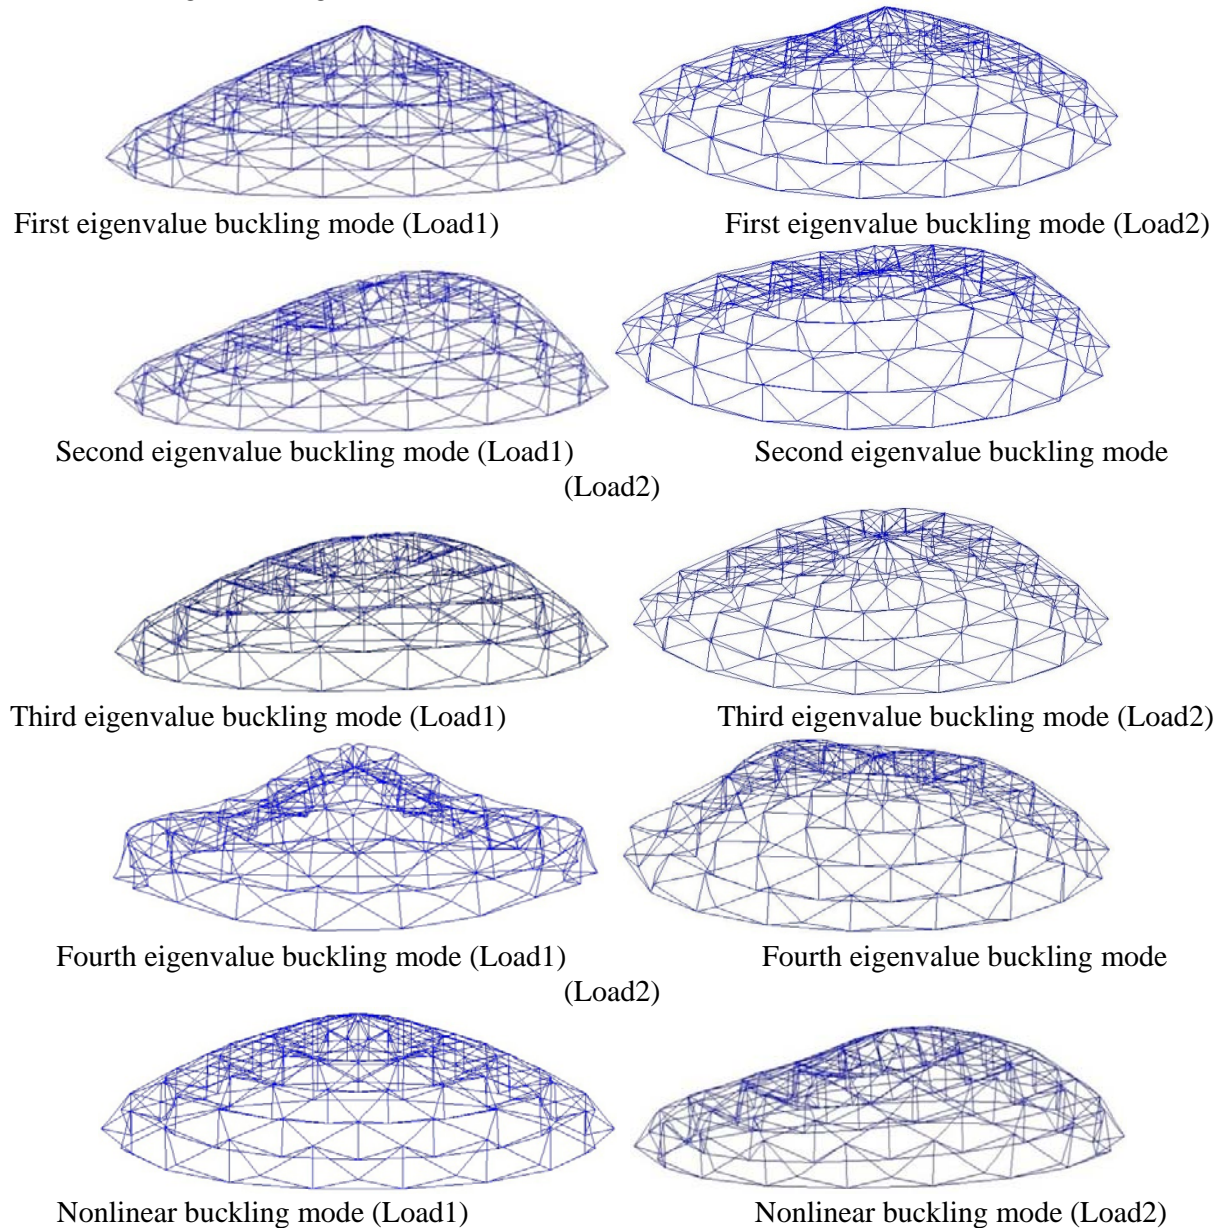 First eigenvalue buckling mode (Load1) First eigenvalue buckling mode (Load2)
Second eigenvalue buckling mode (Load1) Second eigenvalue buckling mode
(Load2)
Third eigenvalue buckling mode (Load1) Third eigenvalue buckling mode (Load2)
Fourth eigenvalue buckling mode (Load1) Fourth eigenvalue buckling mode
(Load2)
Nonlinear buckling mode (Load1) Nonlinear buckling mode (Load2)